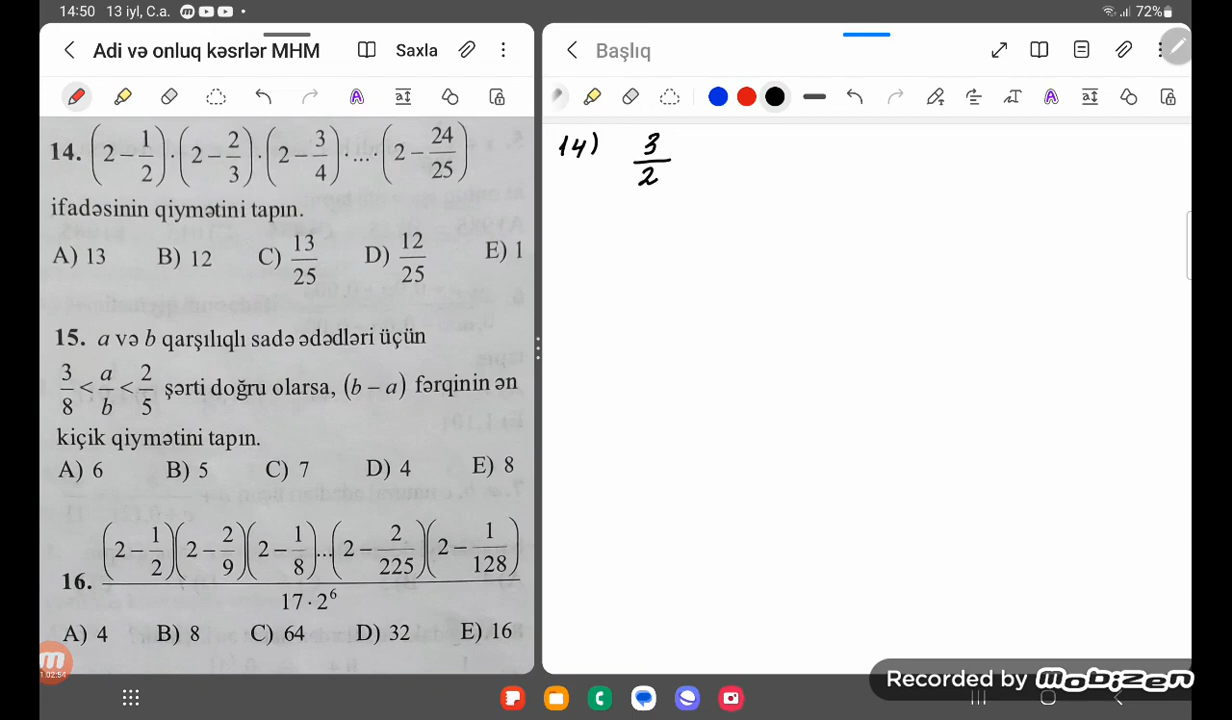 14:50 13 iyl, C.a. 72%
Adi və onluq kəsrlər MHM Saxla
Başlıq
14. (2 − 1/2) · (2 − 2/3) · (2 − 3/4) · ... · (2 − 24/25)
ifadəsinin qiymətini tapın.
A) 13 B) 12 C) 13/25 D) 12/25 E) 1
15. a və b qarşılıqlı sadə ədədləri üçün
3/8 < a/b < 2/5 şərti doğru olarsa, (b − a) fərqinin ən
kiçik qiymətini tapın.
A) 6 B) 5 C) 7 D) 4 E) 8
(2 − 1/2)(2 − 2/9)(2 − 1/8)...(2 − 2/225)(2 − 1/128)
16.
17 · 2⁶
A) 4 B) 8 C) 64 D) 32 E) 16
1:02:54
14) 3/2
Recorded by mobizen